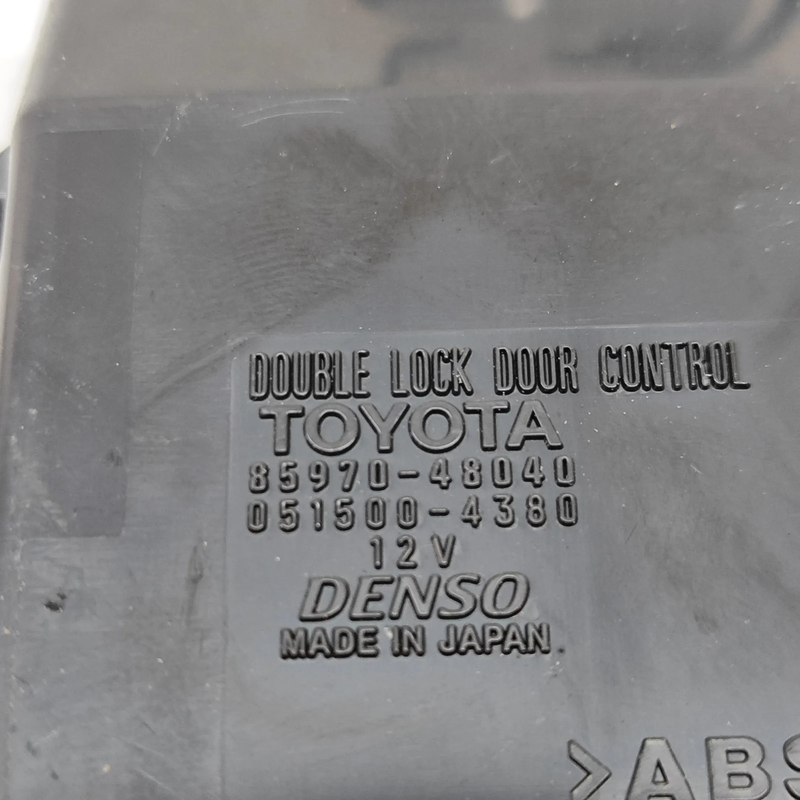 DOUBLE LOCK DOOR CONTROL
TOYOTA
85970-48040
051500-4380
12V
DENSO
MADE IN JAPAN.
>ABS